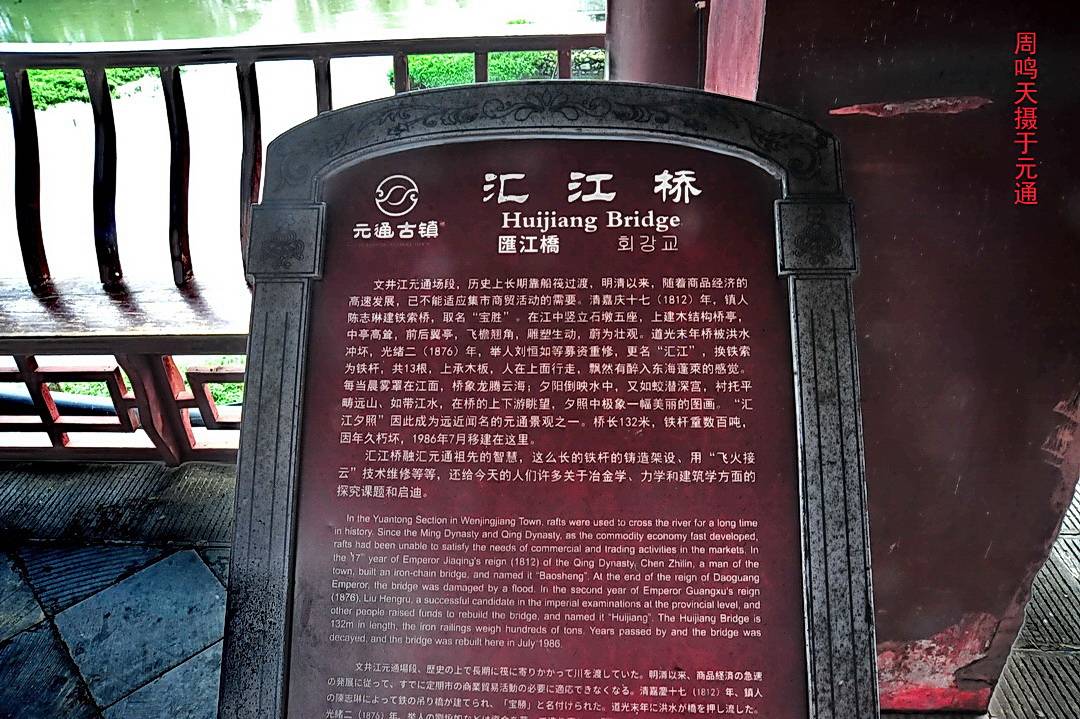 周鸣天摄于元通
汇江桥
Huijiang Bridge
匯江橋 회강교
元通古镇
文井江元通场段，历史上长期靠船筏过渡，明清以来，随着商品经济的
高速发展，已不能适应集市商贸活动的需要。清嘉庆十七（1812）年，镇人
陈志琳建铁索桥，取名“宝胜”。在江中竖立石墩五座，上建木结构桥亭，
中亭高耸，前后翼亭，飞檐翘角，雕塑生动，蔚为壮观。道光末年桥被洪水
冲坏，光绪二（1876）年，举人刘恒如等募资重修，更名“汇江”，换铁索
为铁杆，共13根，上承木板，人在上面行走，飘然有醉入东海蓬莱的感觉。
每当晨雾罩在江面，桥象龙腾云海；夕阳倒映水中，又如蛟潜深宫，衬托平
畴远山、如带江水，在桥的上下游眺望，夕照中极象一幅美丽的图画。“汇
江夕照”因此成为远近闻名的元通景观之一。桥长132米，铁杆重数百吨，
因年久朽坏，1986年7月移建在这里。
汇江桥融汇元通祖先的智慧，这么长的铁杆的铸造架设、用“飞火接
云”技术维修等等，还给今天的人们许多关于冶金学、力学和建筑学方面的
探究课题和启迪。
In the Yuantong Section in Wenjingjiang Town, rafts were used to cross the river for a long time
in history. Since the Ming Dynasty and Qing Dynasty, as the commodity economy fast developed,
rafts had been unable to satisfy the needs of commercial and trading activities in the markets. In
the 17" year of Emperor Jiaqing's reign (1812) of the Qing Dynasty, Chen Zhilin, a man of the
town, built an iron-chain bridge, and named it "Baosheng". At the end of the reign of Daoguang
Emperor, the bridge was damaged by a flood. In the second year of Emperor Guangxu's reign
(1876), Liu Hengru, a successful candidate in the imperial examinations at the provincial level, and
other people raised funds to rebuild the bridge, and named it "Huijiang". The Huijiang Bridge is
132m in length, the iron railings weigh hundreds of tons. Years passed by and the bridge was
decayed, and the bridge was rebuilt here in July 1986.
文井江元通場段、歴史の上で長期に筏に寄りかかって川を渡していた。明清以来、商品経済の急速
の発展に従って、すでに定期市の商業貿易活動の必要に適応できなくなる。清嘉慶十七（1812）年、鎮人
の陳志琳によって鉄の吊り橋が建てられ、「宝勝」と名付けられた。道光末年に洪水が橋を押し流した。
光緒二（1876）年、挙人の劉恒如など